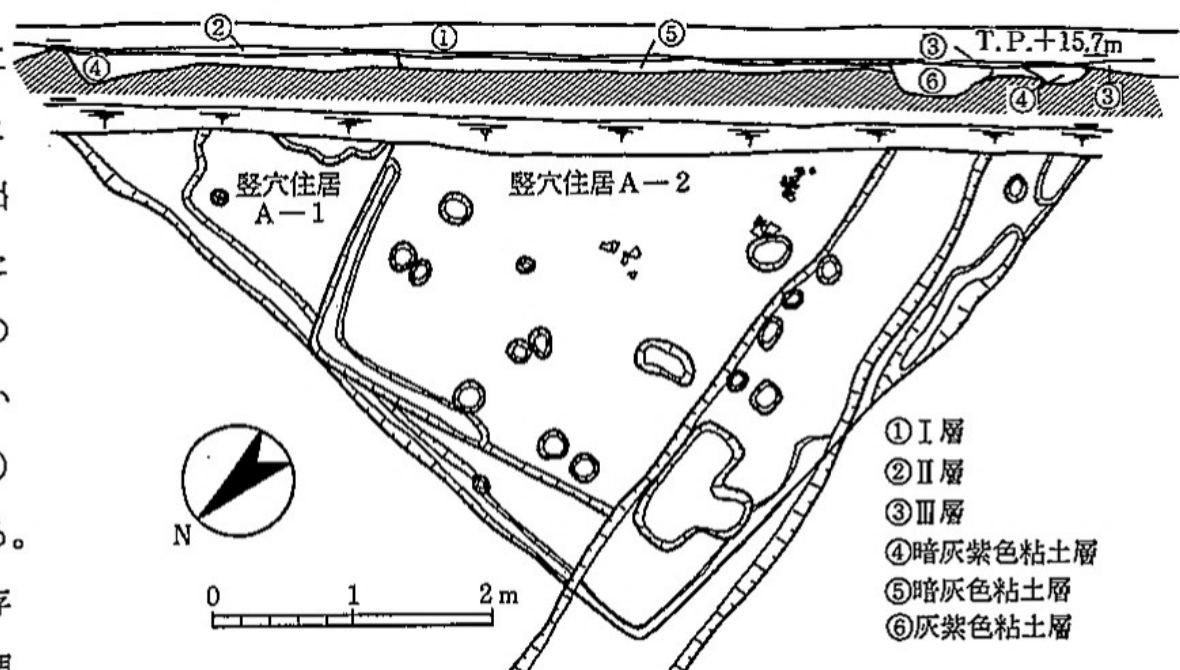 ② ① ⑤ ③ T.P.+15.7m
④ ⑥ ④ ③
竪穴住居
A-1
竪穴住居A-2
N
0 1 2m
①Ⅰ層
②Ⅱ層
③Ⅲ層
④暗灰紫色粘土層
⑤暗灰色粘土層
⑥灰紫色粘土層